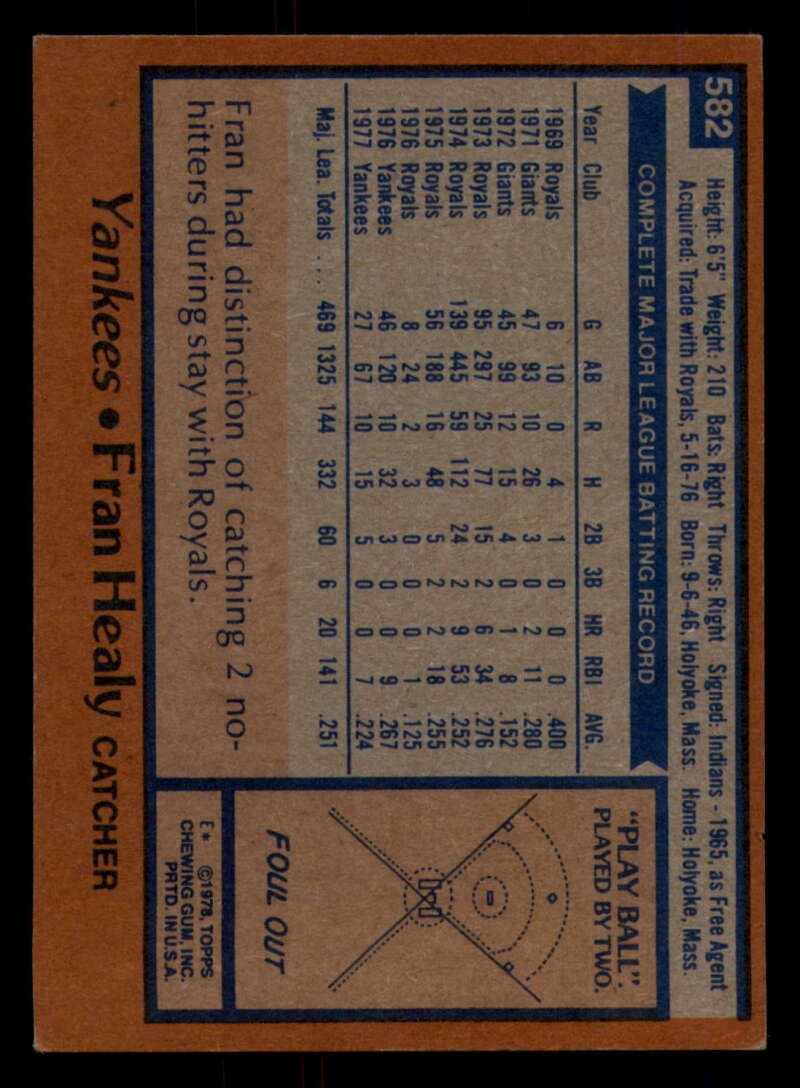 582
Height: 6'5" Weight: 210 Bats: Right Throws: Right Signed: Indians - 1965, as Free Agent
Acquired: Trade with Royals, 5-16-76 Born: 9-6-46, Holyoke, Mass. Home: Holyoke, Mass.
COMPLETE MAJOR LEAGUE BATTING RECORD
Year Club G AB R H 2B 3B HR RBI AVG.
1969 Royals 6 10 0 4 1 0 0 0 .400
1971 Giants 47 93 10 26 3 0 2 11 .280
1972 Giants 45 99 12 15 4 0 1 8 .152
1973 Royals 95 297 25 77 15 2 6 34 .276
1974 Royals 139 445 59 112 24 2 9 53 .252
1975 Royals 56 188 16 48 5 2 2 18 .255
1976 Royals 8 24 2 3 0 0 0 1 .125
1976 Yankees 46 120 10 32 3 0 0 9 .267
1977 Yankees 27 67 10 15 5 0 0 7 .224
Maj. Lea. Totals ... 469 1325 144 332 60 6 20 141 .251
Fran had distinction of catching 2 no-
hitters during stay with Royals.
"PLAY BALL".
PLAYED BY TWO.
FOUL OUT
E* ©1978, TOPPS
CHEWING GUM, INC.
PRTD. IN U.S.A.
Yankees • Fran Healy CATCHER